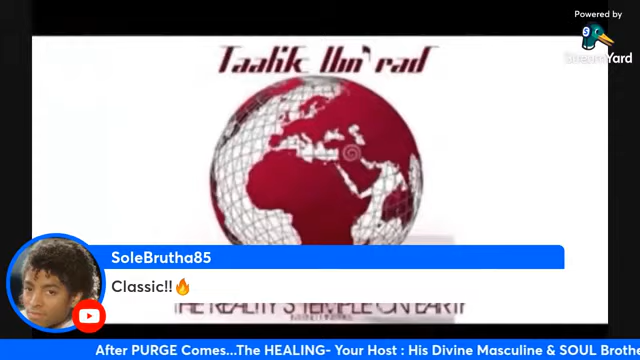 Powered by
StreamYard
Taalik Ibn'rad
SoleBrutha85
Classic!!🔥
THE REALITY'S TEMPLE ON EARTH
After PURGE Comes...The HEALING- Your Host : His Divine Masculine & SOUL Brothe